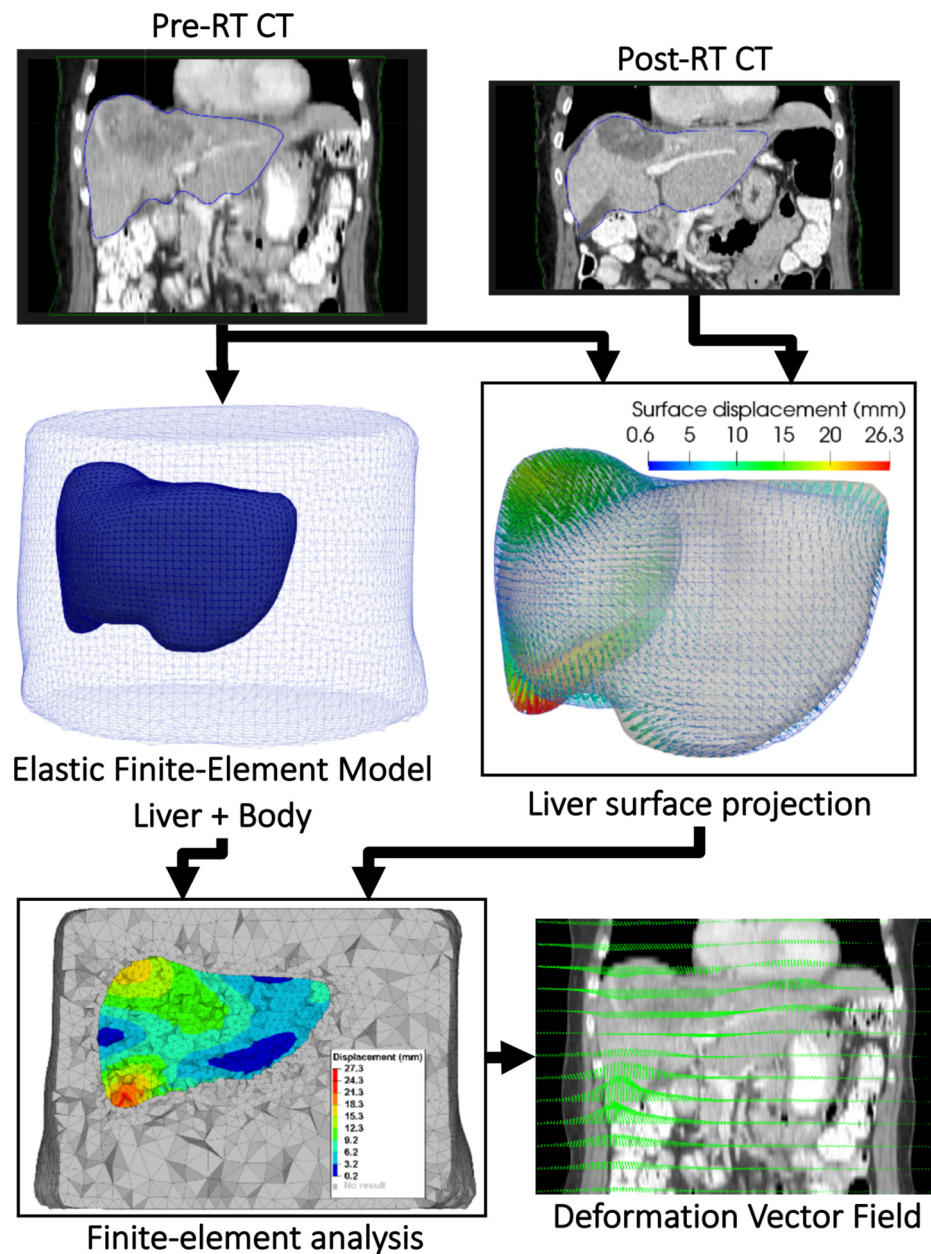 Pre-RT CT
Post-RT CT
Surface displacement (mm)
0.6 5 10 15 20 26.3
Elastic Finite-Element Model
Liver + Body
Liver surface projection
Displacement (mm)
27.3
24.3
21.3
18.3
15.3
12.3
9.2
6.2
3.2
0.2
No result
Finite-element analysis
Deformation Vector Field